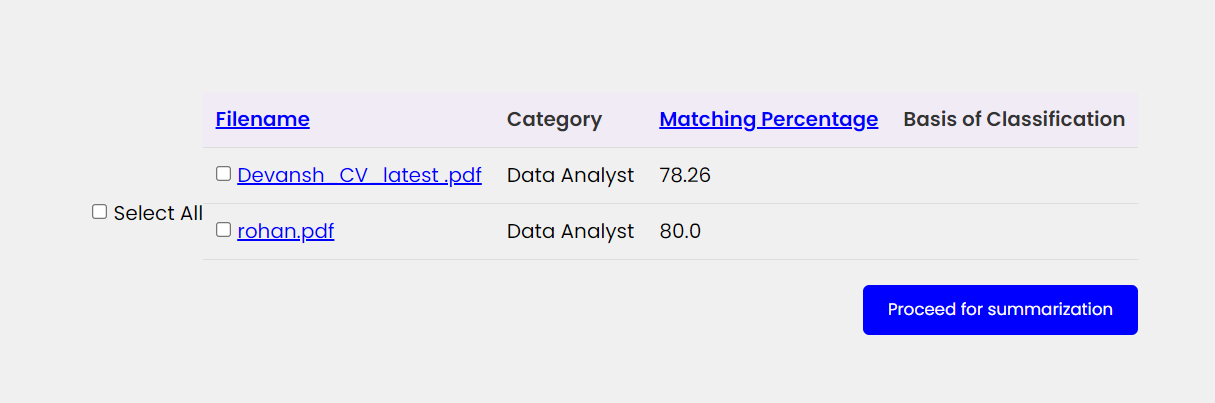 Filename Category Matching Percentage Basis of Classification
Devansh_CV_latest .pdf Data Analyst 78.26
Select All
rohan.pdf Data Analyst 80.0
Proceed for summarization